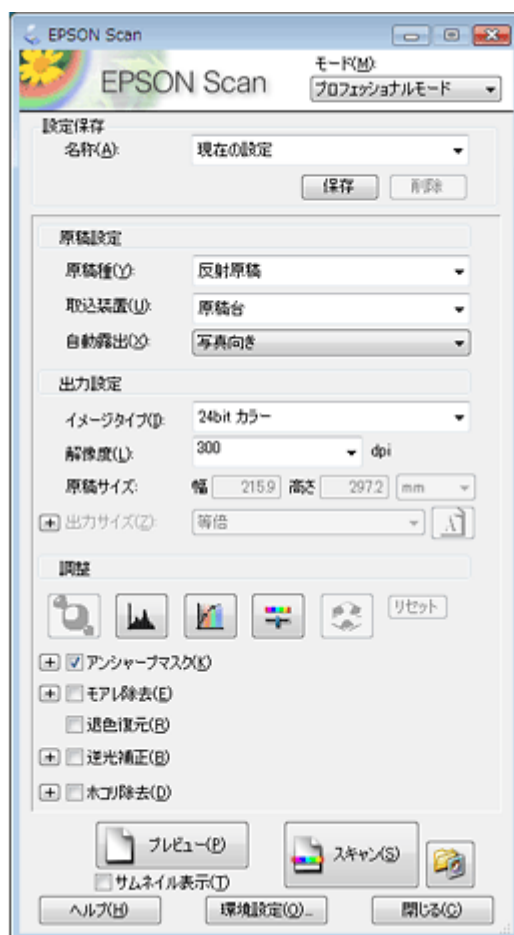 EPSON Scan
EPSON Scan
モード(M):
プロフェッショナルモード
設定保存
名称(A):
現在の設定
保存
削除
原稿設定
原稿種(Y):
反射原稿
取込装置(U):
原稿台
自動露出(X):
写真向き
出力設定
イメージタイプ(I):
24bit カラー
解像度(L):
300
dpi
原稿サイズ:
幅
215.9
高さ
297.2
mm
出力サイズ(Z):
等倍
調整
リセット
アンシャープマスク(K)
モアレ除去(E)
退色復元(R)
逆光補正(B)
ホコリ除去(D)
プレビュー(P)
スキャン(S)
サムネイル表示(T)
ヘルプ(H)
環境設定(O)...
閉じる(C)